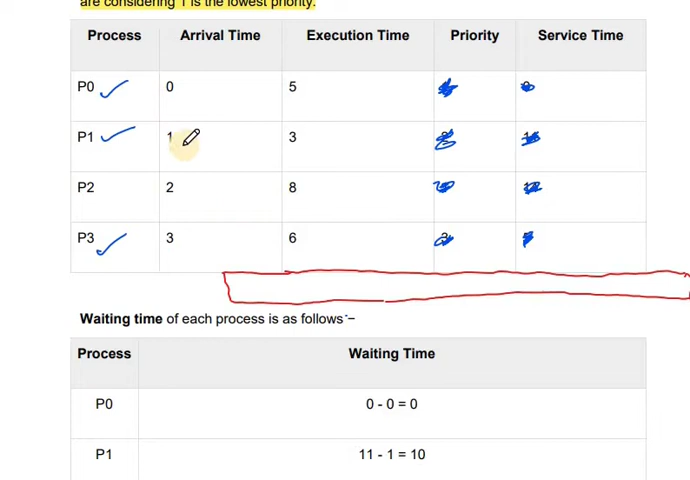 are considering 1 is the lowest priority.
Process Arrival Time Execution Time Priority Service Time
P0 0 5
P1 1 3
P2 2 8
P3 3 6
Waiting time of each process is as follows −
Process Waiting Time
P0 0 - 0 = 0
P1 11 - 1 = 10